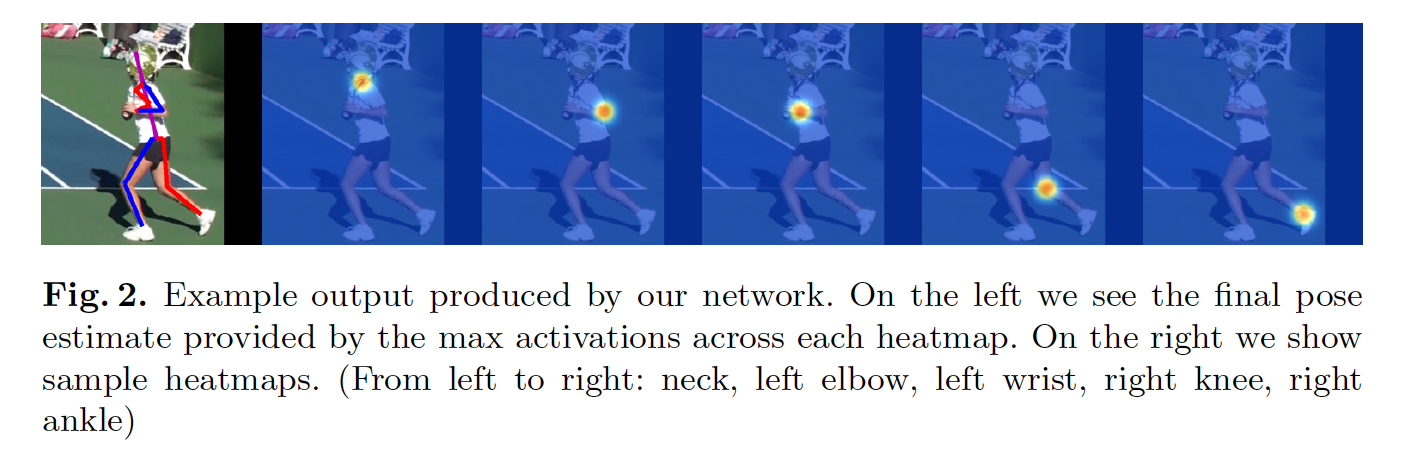 Fig. 2. Example output produced by our network. On the left we see the final pose
estimate provided by the max activations across each heatmap. On the right we show
sample heatmaps. (From left to right: neck, left elbow, left wrist, right knee, right
ankle)